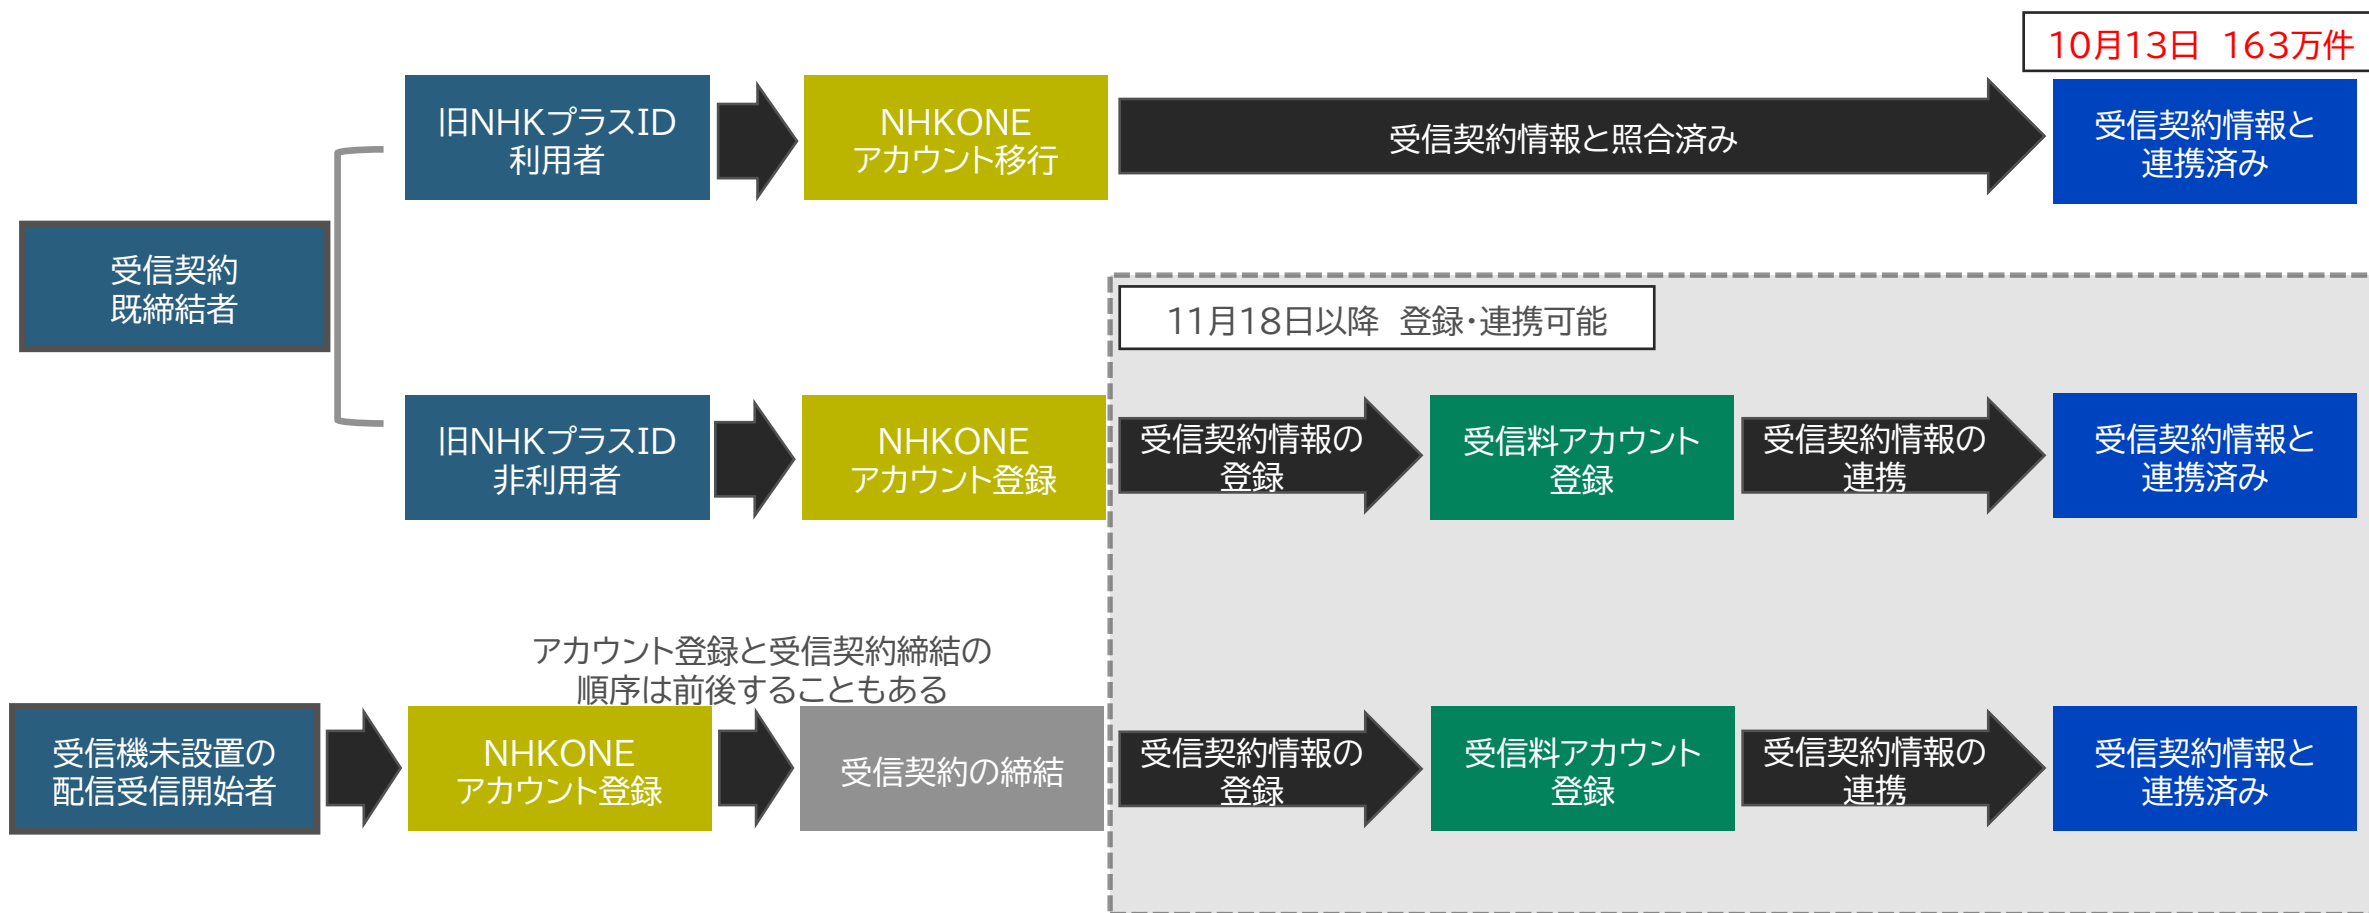 10月13日　163万件
旧NHKプラスID
利用者
NHKONE
アカウント移行
受信契約情報と照合済み
受信契約情報と
連携済み
受信契約
既締結者
11月18日以降　登録・連携可能
旧NHKプラスID
非利用者
NHKONE
アカウント登録
受信契約情報の
登録
受信料アカウント
登録
受信契約情報の
連携
受信契約情報と
連携済み
アカウント登録と受信契約締結の
順序は前後することもある
受信機未設置の
配信受信開始者
NHKONE
アカウント登録
受信契約の締結
受信契約情報の
登録
受信料アカウント
登録
受信契約情報の
連携
受信契約情報と
連携済み